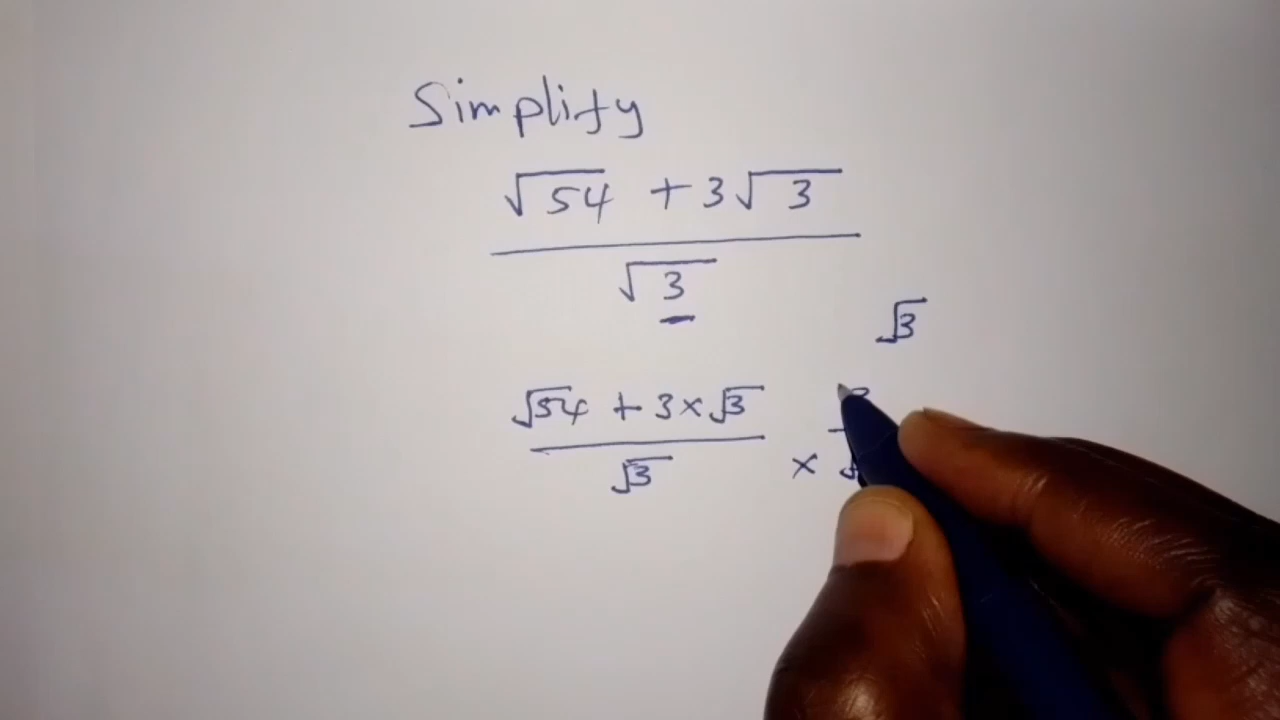 Simplify
√54 + 3√3
√3
√3
√54 + 3 × √3
√3
×